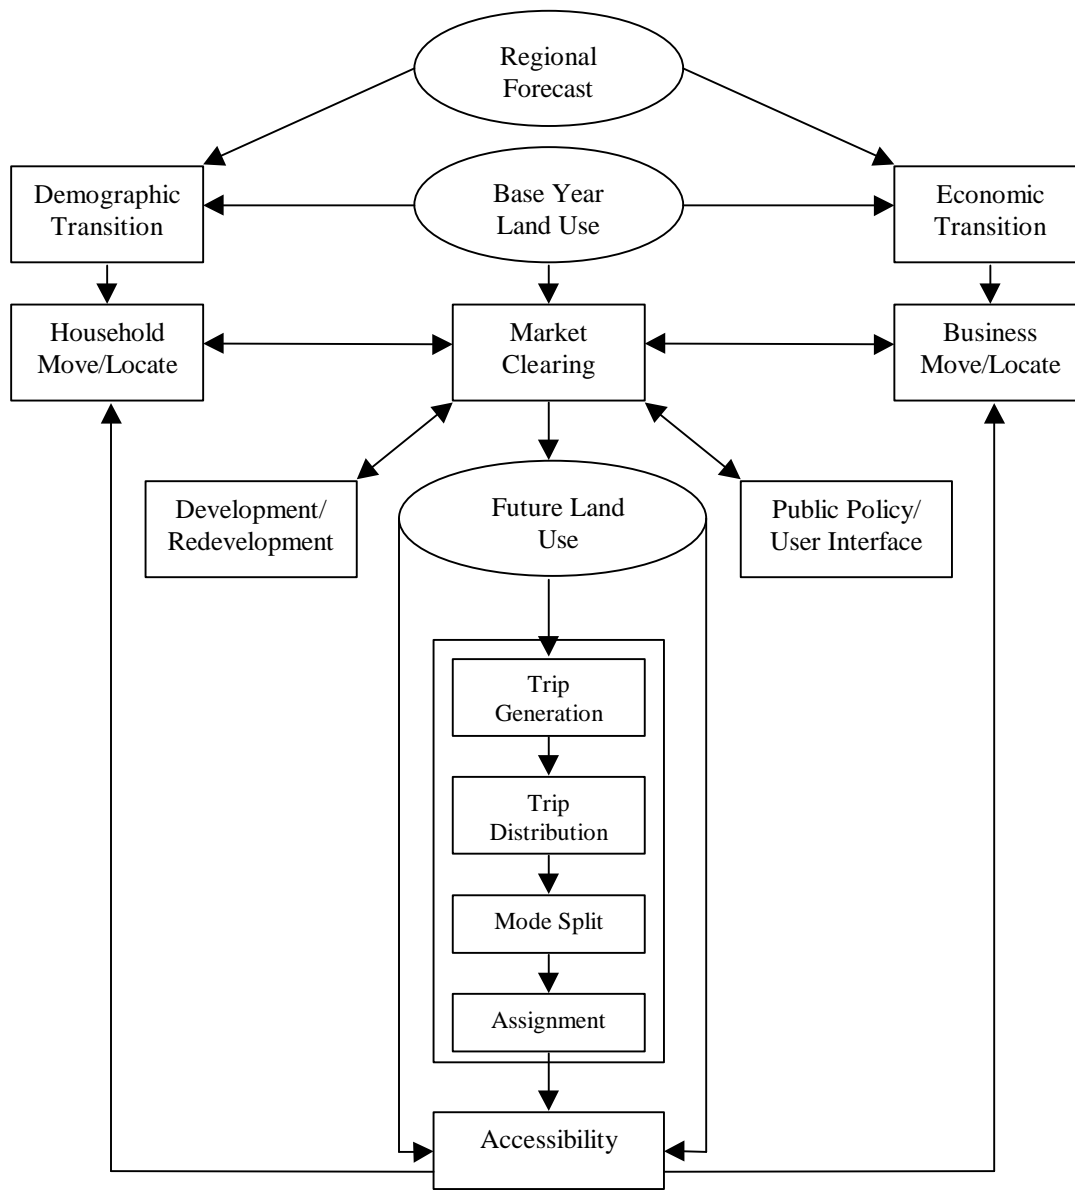 Regional
Forecast
Demographic
Transition
Base Year
Land Use
Economic
Transition
Household
Move/Locate
Market
Clearing
Business
Move/Locate
Development/
Redevelopment
Future Land
Use
Public Policy/
User Interface
Trip
Generation
Trip
Distribution
Mode Split
Assignment
Accessibility